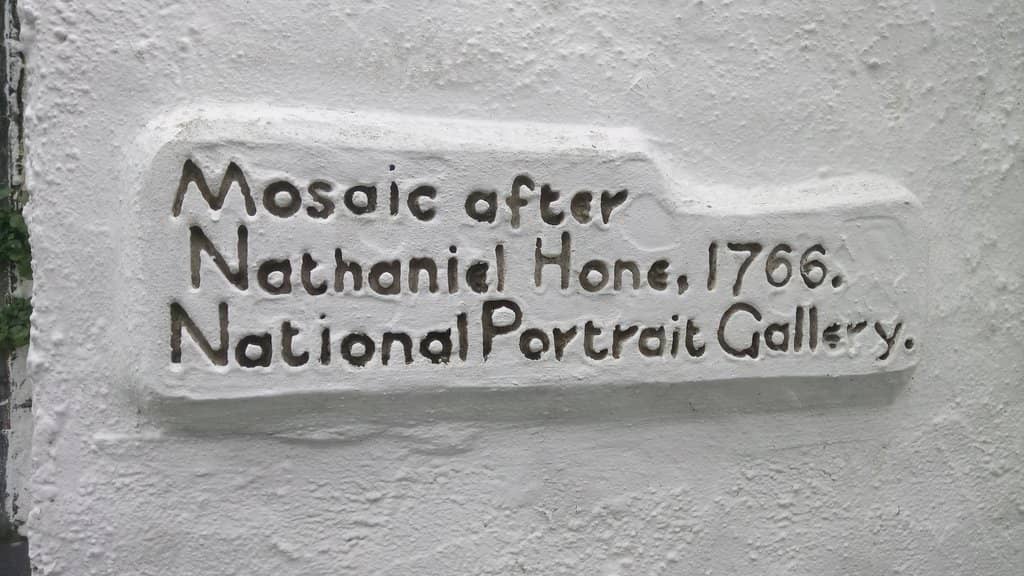 Mosaic after
Nathaniel Hone, 1766.
National Portrait Gallery.